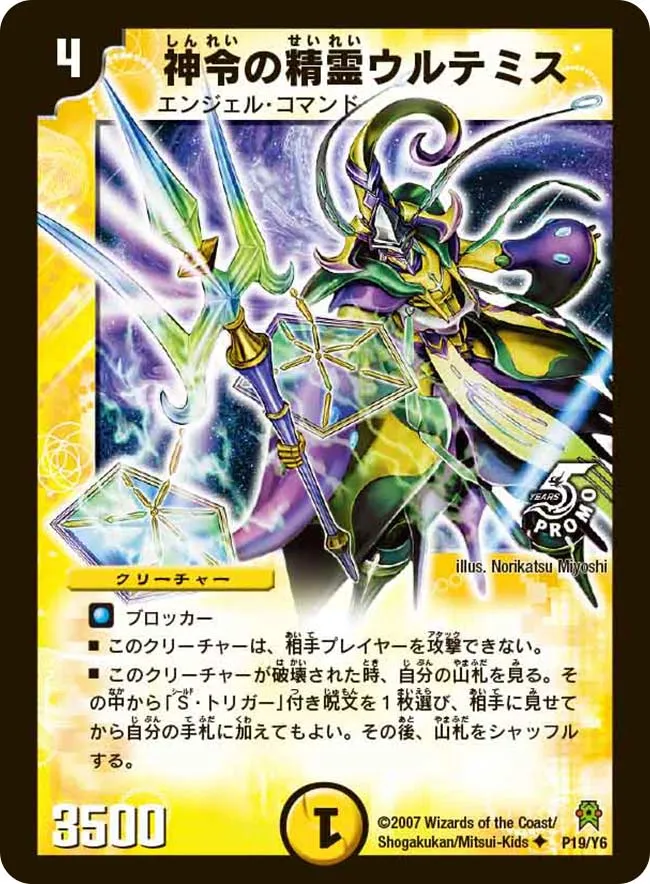 4
神令の精霊ウルテミス
しんれい せいれい
エンジェル・コマンド
5 YEARS PROMO
illus. Norikatsu Miyoshi
クリーチャー
ブロッカー
■ このクリーチャーは、相手プレイヤーを攻撃できない。
■ このクリーチャーが破壊された時、自分の山札を見る。そ
の中から「S・トリガー」付き呪文を1枚選び、相手に見せて
から自分の手札に加えてもよい。その後、山札をシャッフル
する。
3500
1
©2007 Wizards of the Coast/
Shogakukan/Mitsui-Kids
P19/Y6